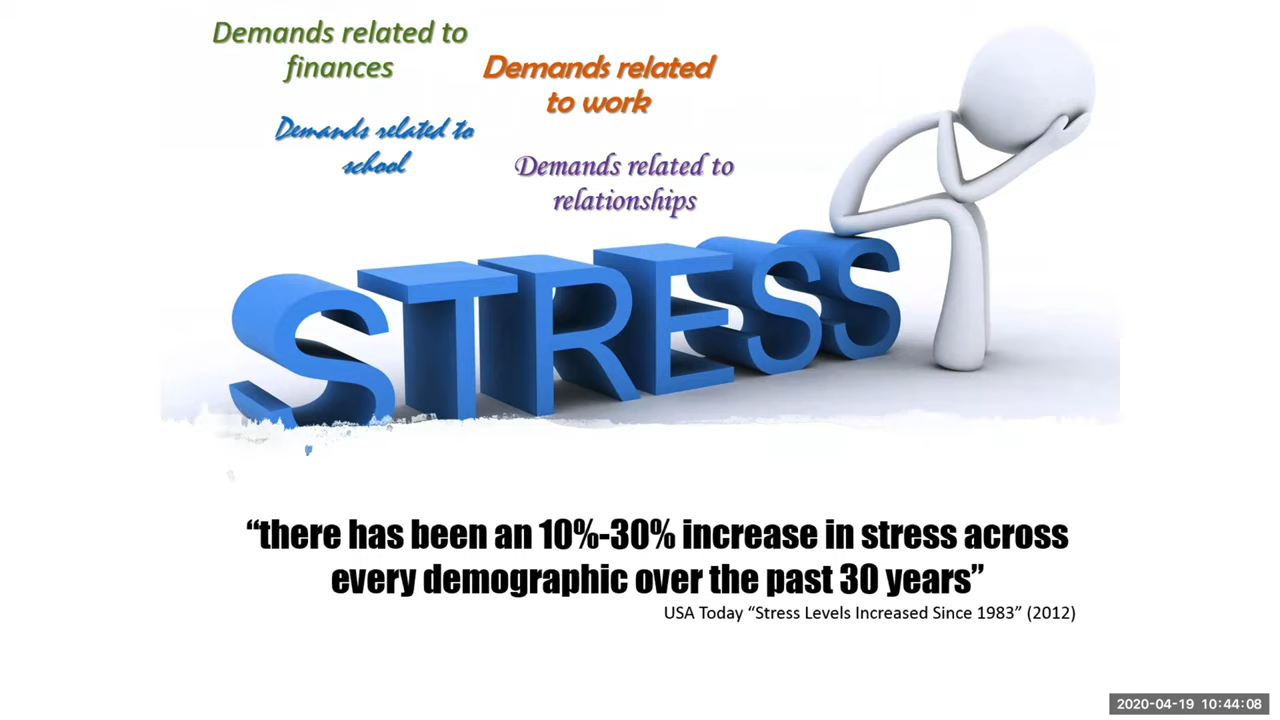 Demands related to
finances
Demands related
to work
Demands related to
school
Demands related to
relationships
STRESS
“there has been an 10%-30% increase in stress across
every demographic over the past 30 years”
USA Today “Stress Levels Increased Since 1983” (2012)
2020-04-19 10:44:08